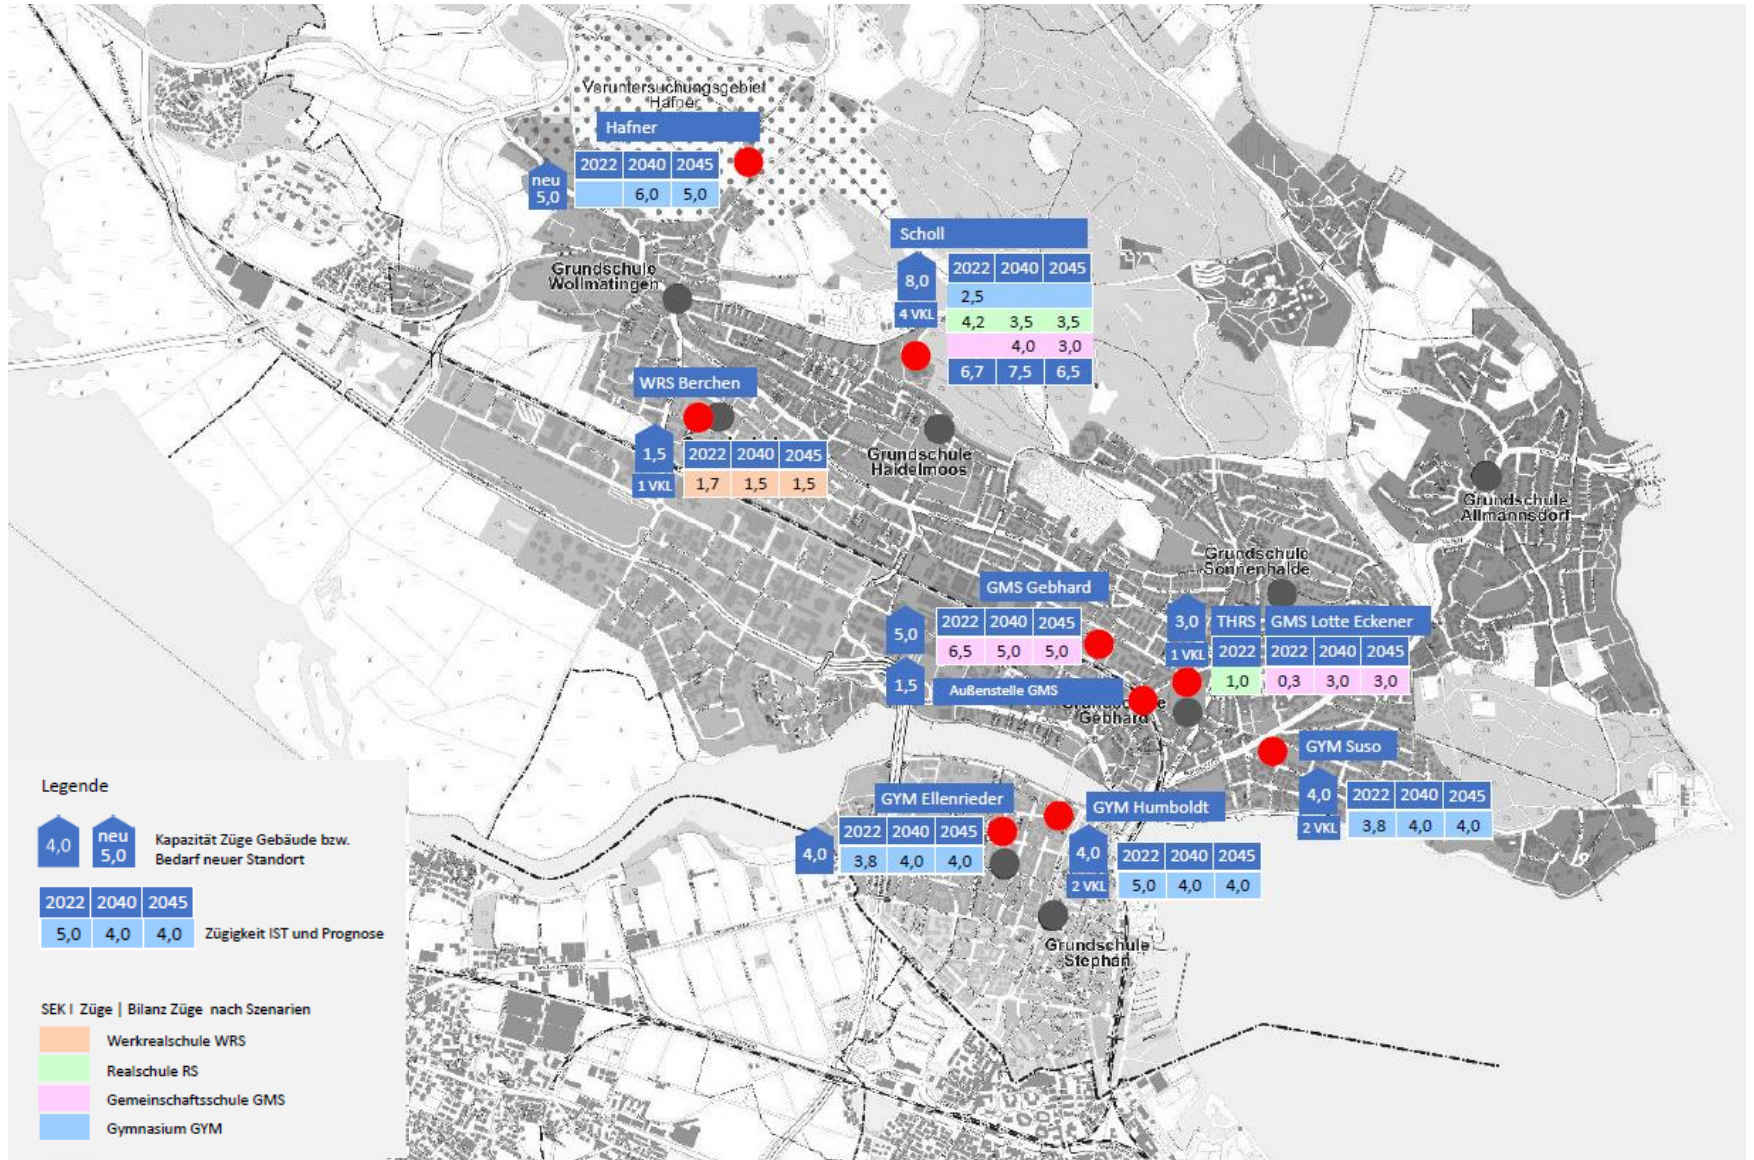 Voruntersuchungsgebiet
Hafner
Hafner
neu
5,0
2022 2040 2045
6,0 5,0
Scholl
8,0
4 VKL
2022 2040 2045
2,5
4,2 3,5 3,5
4,0 3,0
6,7 7,5 6,5
Grundschule
Wollmatingen
WRS Berchen
1,5
1 VKL
2022 2040 2045
1,7 1,5 1,5
Grundschule
Haidelmoos
Grundschule
Allmannsdorf
Grundschule
Sonnenhalde
GMS Gebhard
5,0
2022 2040 2045
6,5 5,0 5,0
1,5
Außenstelle GMS
3,0
1 VKL
THRS GMS Lotte Eckener
2022 2022 2040 2045
1,0 0,3 3,0 3,0
Grundschule
Gebhard
GYM Suso
4,0
2 VKL
2022 2040 2045
3,8 4,0 4,0
GYM Ellenrieder
4,0
2022 2040 2045
3,8 4,0 4,0
GYM Humboldt
4,0
2 VKL
2022 2040 2045
5,0 4,0 4,0
Grundschule
Stephan
Legende
4,0
neu
5,0
Kapazität Züge Gebäude bzw.
Bedarf neuer Standort
2022 2040 2045
5,0 4,0 4,0
Zügigkeit IST und Prognose
SEK I Züge | Bilanz Züge nach Szenarien
Werkrealschule WRS
Realschule RS
Gemeinschaftsschule GMS
Gymnasium GYM